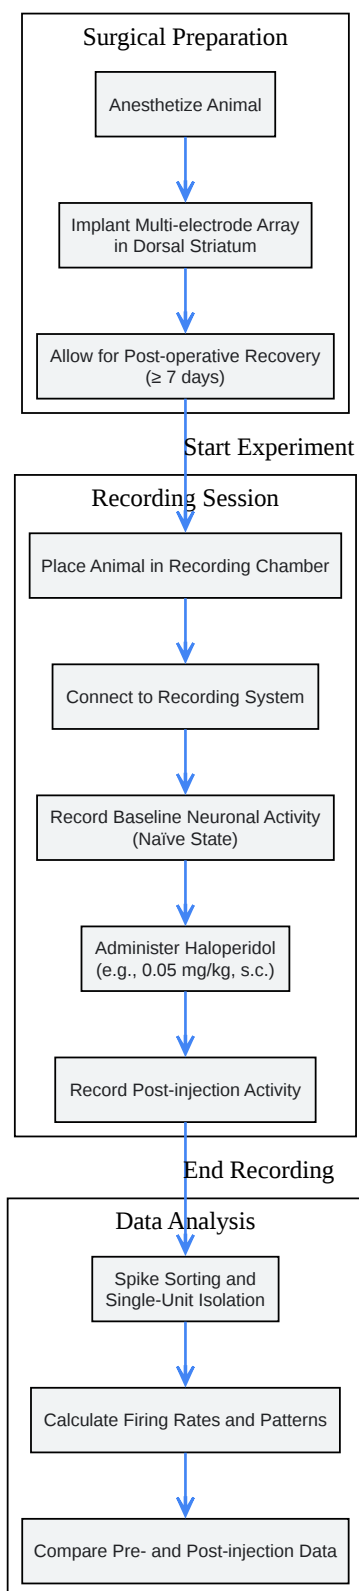 Surgical Preparation
Anesthetize Animal
Implant Multi-electrode Array
in Dorsal Striatum
Allow for Post-operative Recovery
(≥ 7 days)
Start Experiment
Recording Session
Place Animal in Recording Chamber
Connect to Recording System
Record Baseline Neuronal Activity
(Naïve State)
Administer Haloperidol
(e.g., 0.05 mg/kg, s.c.)
Record Post-injection Activity
End Recording
Data Analysis
Spike Sorting and
Single-Unit Isolation
Calculate Firing Rates and Patterns
Compare Pre- and Post-injection Data